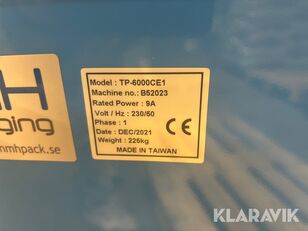 H
ging
mhpack.se
Model : TP-6000CE1
Machine no.: B52023
Rated Power : 9A
Volt / Hz : 230/50
Phase : 1
Date : DEC/2021
Weight : 225kg
CE
MADE IN TAIWAN
KLARAVIK